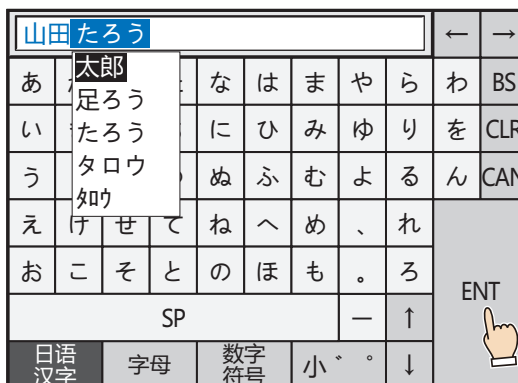 山田たろう ← →
太郎
足ろう
たろう
タロウ
ﾀﾛｳ
あ な は ま や ら わ BS
い に ひ み ゆ り を CLR
う ぬ ふ む よ る ん CAN
え け せ て ね へ め 、 れ
お こ そ と の ほ も 。 ろ ENT
SP ー ↑
日语汉字 字母 数字符号 小゛゜ ↓